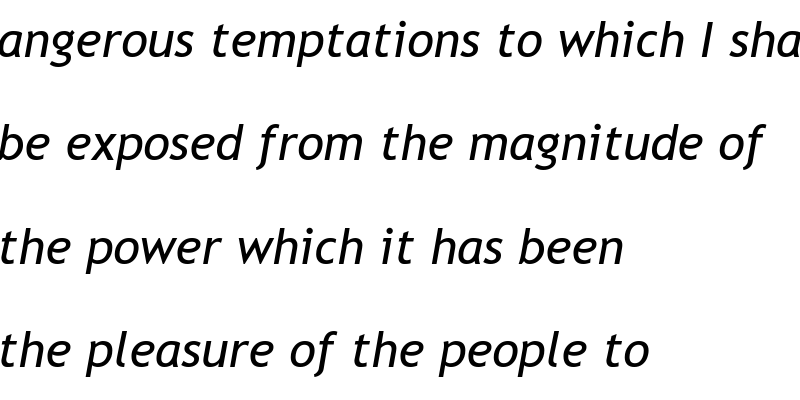 angerous temptations to which I sha
be exposed from the magnitude of
the power which it has been
the pleasure of the people to